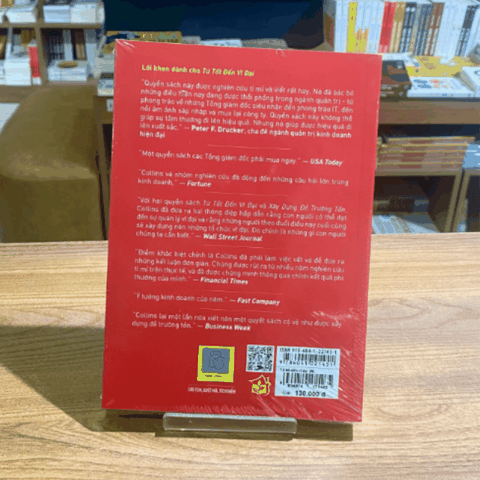 Lời khen dành cho Từ Tốt Đến Vĩ Đại
"Quyển sách này được nghiên cứu tỉ mỉ và viết rất hay. Nó đã bác bỏ
những điều vẫn hay đang được thổi phồng trong ngành quản trị - từ
phong trào về những Tổng giám đốc siêu nhân đến phong trào IT, đến
nỗi ám ảnh sáp nhập và mua lại công ty. Quyển sách này không thể
giúp sự tầm thường đi lên hiệu quả. Nhưng nó giúp được hiệu quả đi
lên xuất sắc." — Peter F. Drucker, cha đẻ ngành quản trị kinh doanh
hiện đại
"Một quyển sách các Tổng giám đốc phải mua ngay." — USA Today
"Collins và nhóm nghiên cứu đã động đến những câu hỏi lớn trong
kinh doanh." — Fortune
"Với hai quyển sách Từ Tốt Đến Vĩ Đại và Xây Dựng Để Trường Tồn,
Collins đã đưa ra hai thông điệp hấp dẫn rằng con người có thể đạt
đến sự quản lý vĩ đại và rằng những người theo đuổi điều này cuối cùng
sẽ xây dựng nên những tổ chức vĩ đại. Đó chính là những gì con người
chúng ta cần biết." — Wall Street Journal
"Điểm khác biệt chính là Collins đã phải làm việc vất vả để đưa ra
những kết luận đơn giản. Chúng được rút ra từ nhiều năm nghiên cứu
tỉ mỉ trên thực tế, và đã được chứng minh thông qua chính kết quả phi
thường của mình." — Financial Times
"Ý tưởng kinh doanh của năm." — Fast Company
"Collins lại một lần nữa viết nên một quyết sách có vẻ như được xây
dựng để trường tồn." — Business Week
130.000 đ